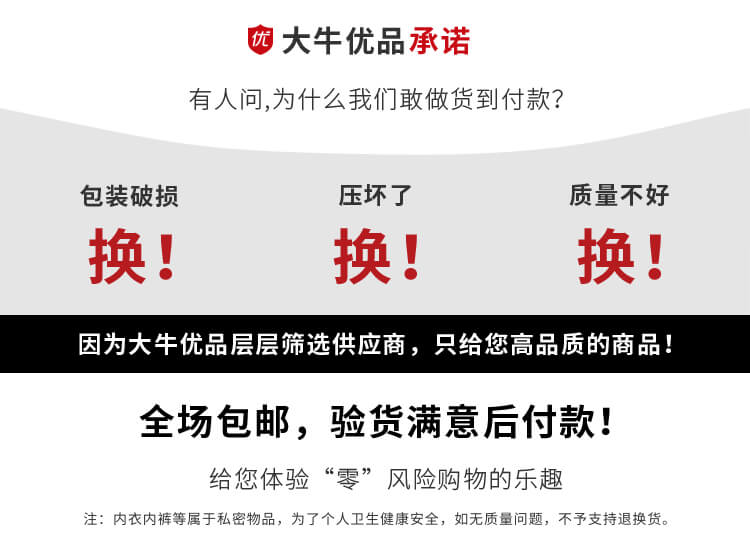 优 大牛优品承诺
有人问,为什么我们敢做货到付款?
包装破损 压坏了 质量不好
换! 换! 换!
因为大牛优品层层筛选供应商，只给您高品质的商品!
全场包邮，验货满意后付款!
给您体验“零”风险购物的乐趣
注：内衣内裤等属于私密物品，为了个人卫生健康安全，如无质量问题，不予支持退换货。